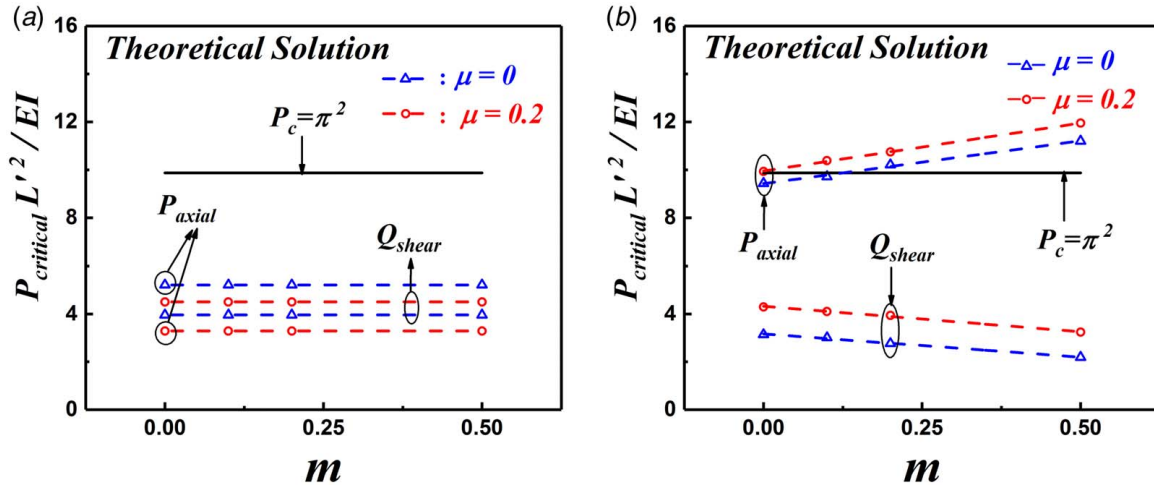 (a)
16
12
8
4
0
P_critical L'² / EI
Theoretical Solution
: μ = 0
: μ = 0.2
P_c = π²
P_axial
Q_shear
0.00
0.25
0.50
m
(b)
16
12
8
4
0
P_critical L'² / EI
Theoretical Solution
μ = 0
μ = 0.2
P_axial
P_c = π²
Q_shear
0.00
0.25
0.50
m